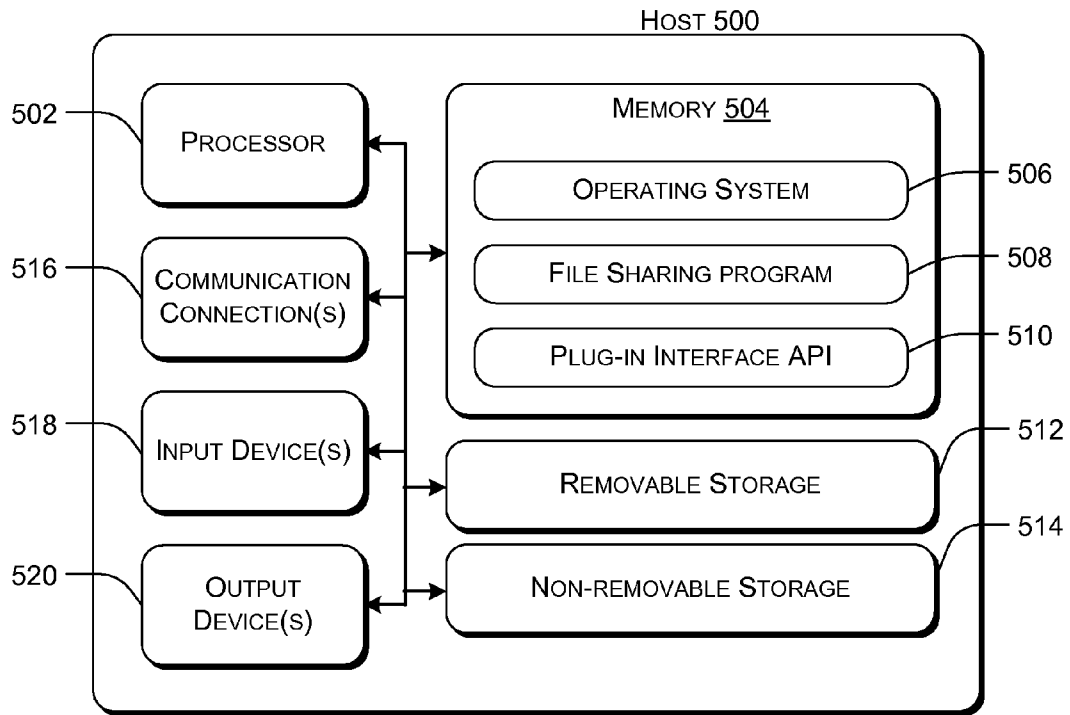 HOST 500
502
PROCESSOR
516
COMMUNICATION
CONNECTION(S)
518
INPUT DEVICE(S)
520
OUTPUT
DEVICE(S)
MEMORY 504
OPERATING SYSTEM
506
FILE SHARING PROGRAM
508
PLUG-IN INTERFACE API
510
REMOVABLE STORAGE
512
NON-REMOVABLE STORAGE
514